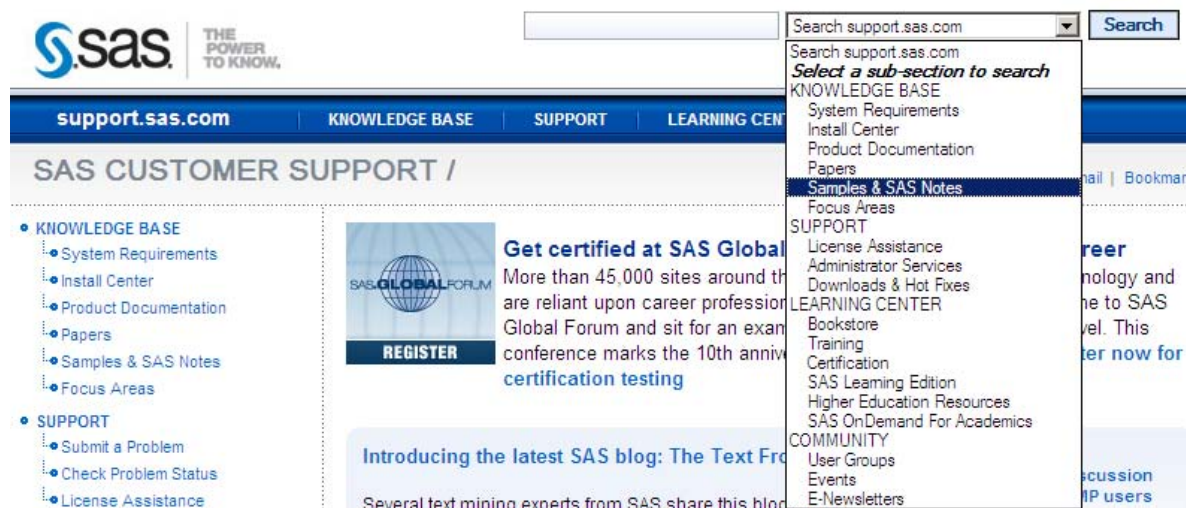 sas THE POWER TO KNOW.
Search support.sas.com Search
Search support.sas.com
Select a sub-section to search
KNOWLEDGE BASE
System Requirements
Install Center
Product Documentation
Papers
Samples & SAS Notes
Focus Areas
SUPPORT
License Assistance
Administrator Services
Downloads & Hot Fixes
LEARNING CENTER
Bookstore
Training
Certification
SAS Learning Edition
Higher Education Resources
SAS OnDemand For Academics
COMMUNITY
User Groups
Events
E-Newsletters
support.sas.com KNOWLEDGE BASE SUPPORT LEARNING CEN
SAS CUSTOMER SUPPORT /
| Bookmar
KNOWLEDGE BASE
System Requirements
Install Center
Product Documentation
Papers
Samples & SAS Notes
Focus Areas
SUPPORT
Submit a Problem
Check Problem Status
License Assistance
SAS GLOBAL FORUM
REGISTER
Get certified at SAS Global reer
More than 45,000 sites around th nology and
are reliant upon career profession ne to SAS
Global Forum and sit for an exam vel. This
conference marks the 10th anniv ter now for
certification testing
Introducing the latest SAS blog: The Text Fro
Several text mining experts from SAS share this blog
scussion
MP users